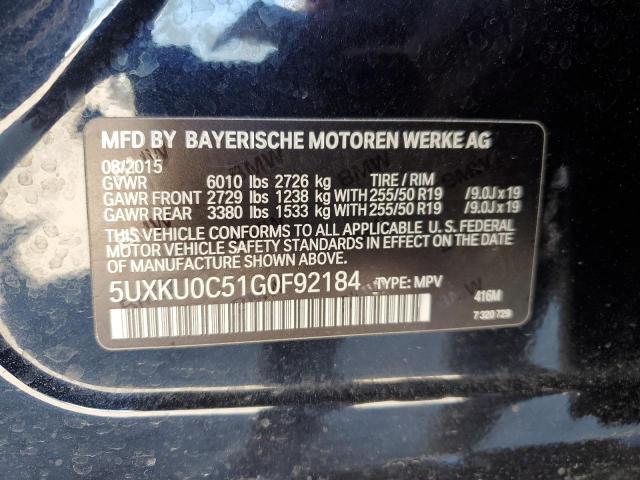 MFD BY BAYERISCHE MOTOREN WERKE AG
08/2015
GVWR 6010 lbs 2726 kg TIRE / RIM
GAWR FRONT 2729 lbs 1238 kg WITH 255/50 R19 /9.0J x 19
GAWR REAR 3380 lbs 1533 kg WITH 255/50 R19 /9.0J x 19
THIS VEHICLE CONFORMS TO ALL APPLICABLE U.S. FEDERAL
MOTOR VEHICLE SAFETY STANDARDS IN EFFECT ON THE DATE
OF MANUFACTURE SHOWN ABOVE.
5UXKU0C51G0F92184 TYPE: MPV
416M
7 320 729